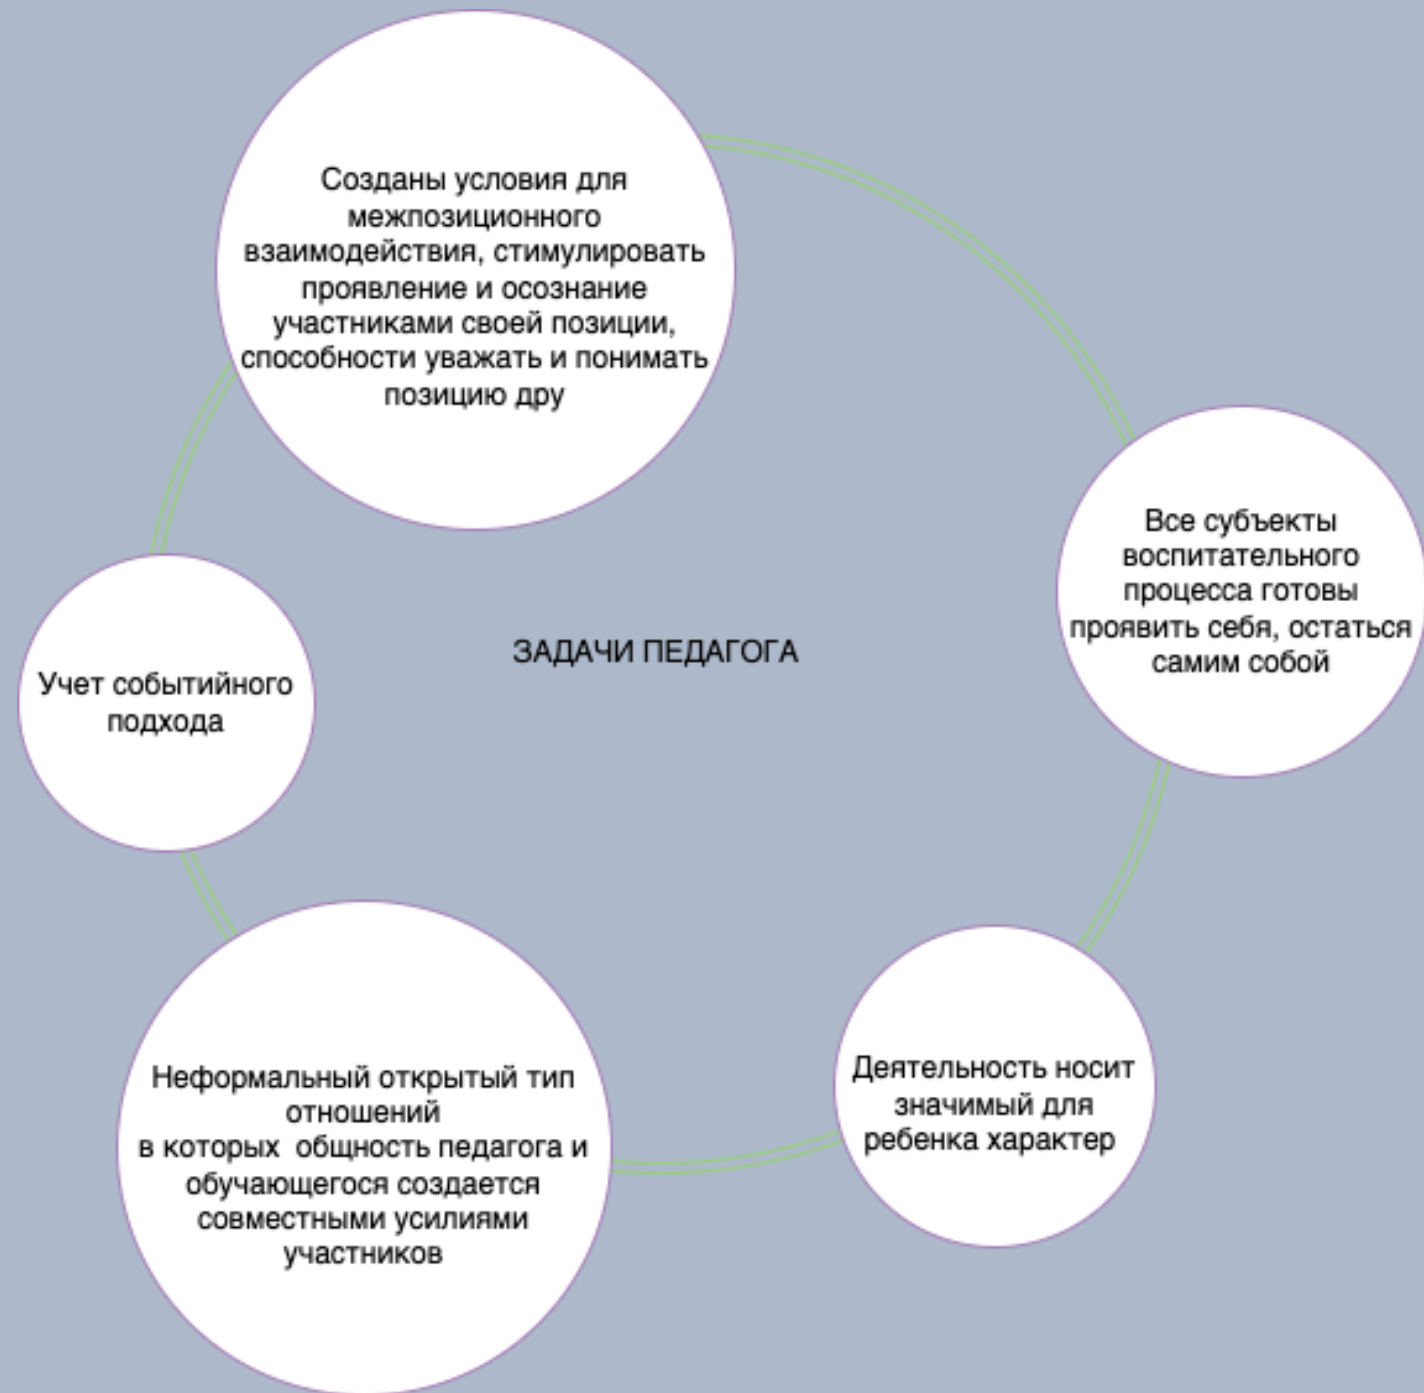 Созданы условия для
межпозиционного
взаимодействия, стимулировать
проявление и осознание
участниками своей позиции,
способности уважать и понимать
позицию дру
Все субъекты
воспитательного
процесса готовы
проявить себя, остаться
самим собой
ЗАДАЧИ ПЕДАГОГА
Учет событийного
подхода
Деятельность носит
значимый для
ребенка характер
Неформальный открытый тип
отношений
в которых общность педагога и
обучающегося создается
совместными усилиями
участников